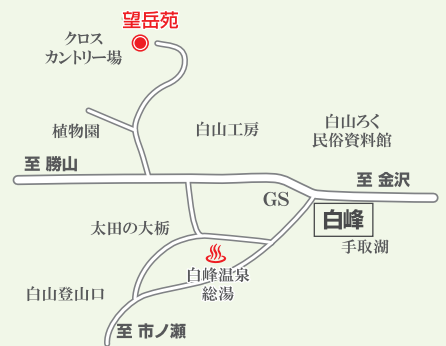 望岳苑
クロス
カントリー場
植物園
白山工房
白山ろく
民俗資料館
至 勝山
至 金沢
GS
白峰
太田の大栃
手取湖
白峰温泉
総湯
白山登山口
至 市ノ瀬